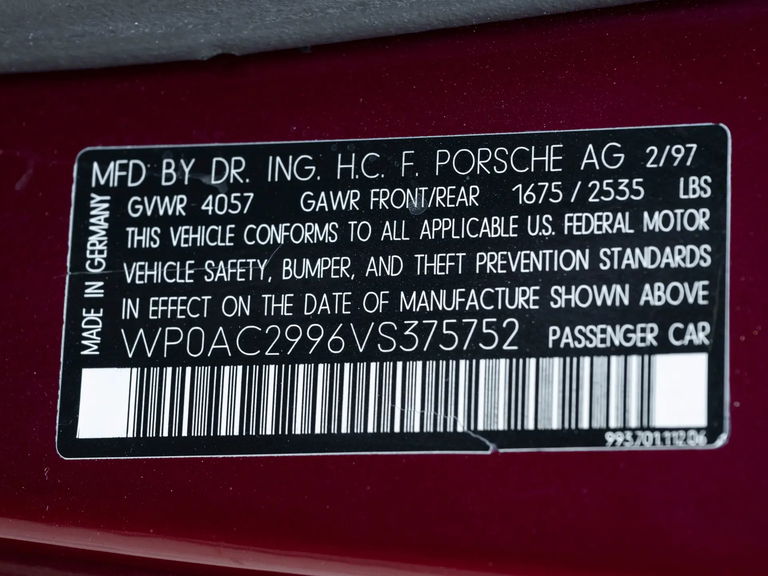 MFD BY DR. ING. H.C. F. PORSCHE AG 2/97
GVWR 4057 GAWR FRONT/REAR 1675 / 2535 LBS
THIS VEHICLE CONFORMS TO ALL APPLICABLE U.S. FEDERAL MOTOR
VEHICLE SAFETY, BUMPER, AND THEFT PREVENTION STANDARDS
IN EFFECT ON THE DATE OF MANUFACTURE SHOWN ABOVE
WP0AC2996VS375752 PASSENGER CAR
MADE IN GERMANY